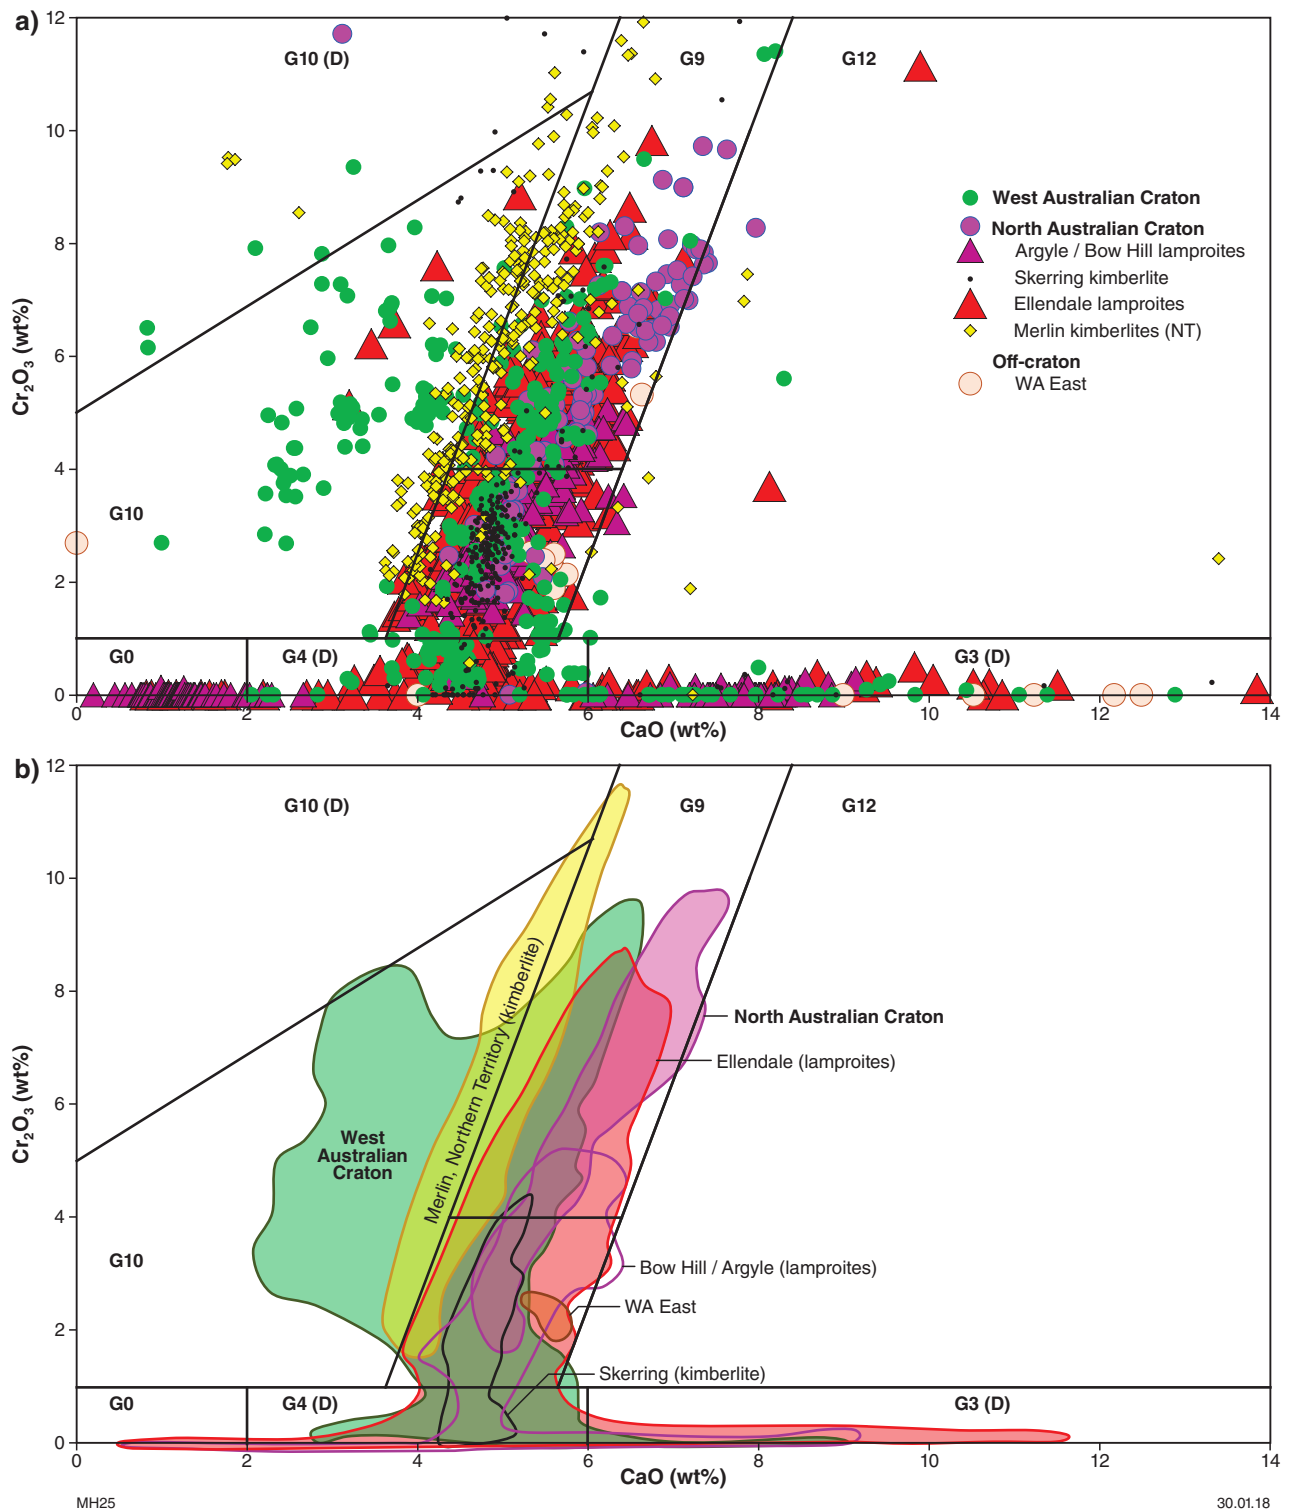 a)
12
10
8
6
4
2
0
Cr2O3 (wt%)
G10 (D)
G9
G12
G10
G0
G4 (D)
G3 (D)
West Australian Craton
North Australian Craton
Argyle / Bow Hill lamproites
Skerring kimberlite
Ellendale lamproites
Merlin kimberlites (NT)
Off-craton
WA East
0 2 4 6 8 10 12 14
CaO (wt%)
b)
12
10
8
6
4
2
0
Cr2O3 (wt%)
G10 (D)
G9
G12
Merlin, Northern Territory (kimberlite)
North Australian Craton
Ellendale (lamproites)
West
Australian
Craton
G10
Bow Hill / Argyle (lamproites)
WA East
Skerring (kimberlite)
G0
G4 (D)
G3 (D)
0 2 4 6 8 10 12 14
CaO (wt%)
MH25
30.01.18